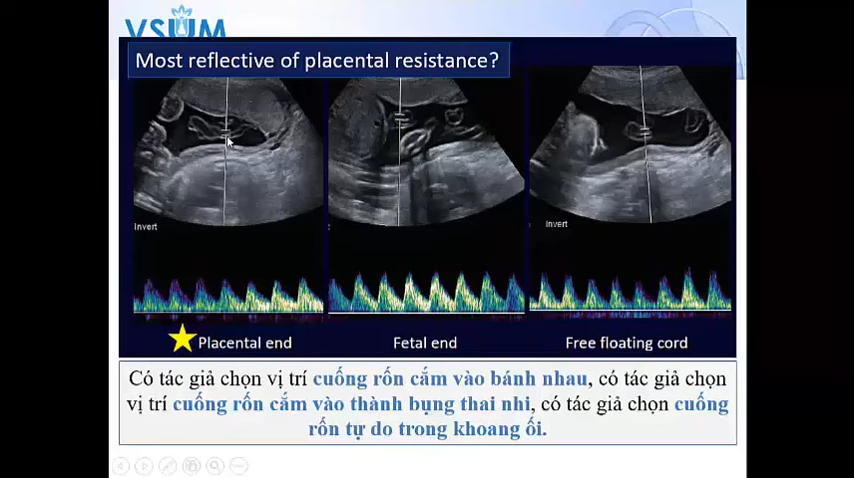 VSUM
Most reflective of placental resistance?
Invert
Invert
Placental end
Fetal end
Free floating cord
Có tác giả chọn vị trí cuống rốn cắm vào bánh nhau, có tác giả chọn
vị trí cuống rốn cắm vào thành bụng thai nhi, có tác giả chọn cuống
rốn tự do trong khoang ối.